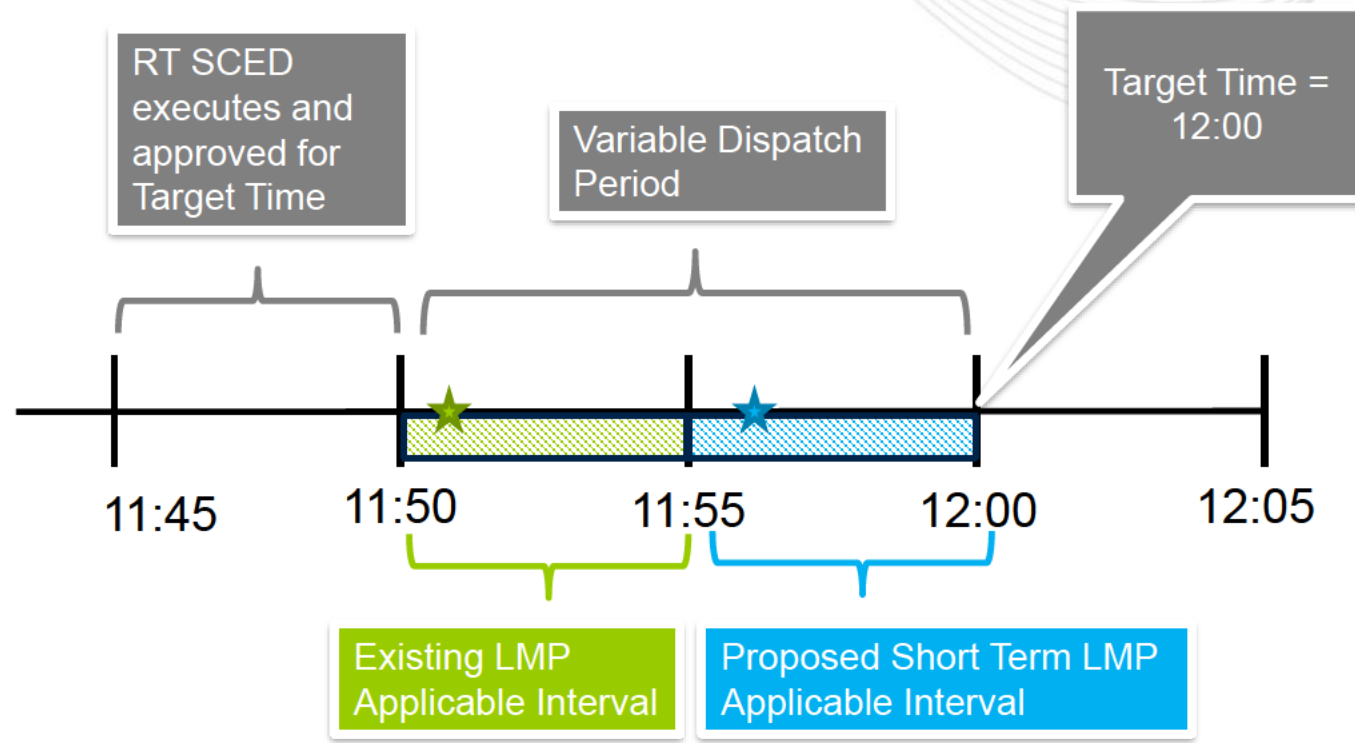 RT SCED
executes and
approved for
Target Time
Variable Dispatch
Period
Target Time =
12:00
11:45
11:50
11:55
12:00
12:05
Existing LMP
Applicable Interval
Proposed Short Term LMP
Applicable Interval